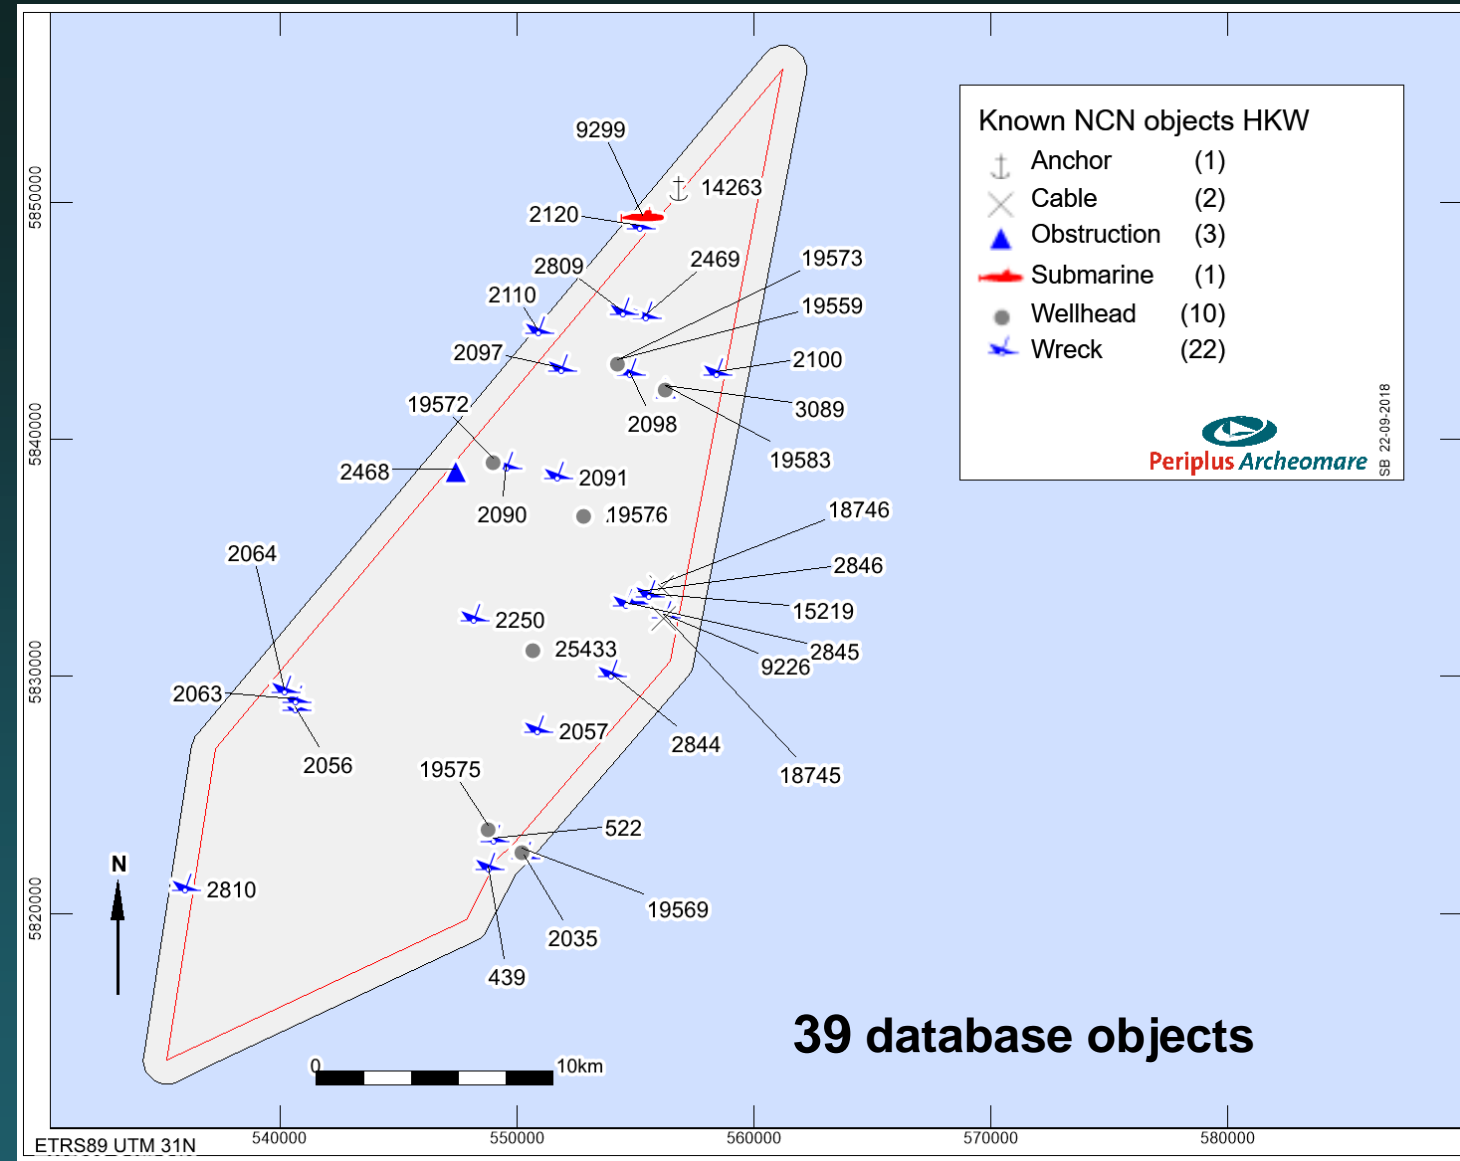 Known NCN objects HKW
Anchor (1)
Cable (2)
Obstruction (3)
Submarine (1)
Wellhead (10)
Wreck (22)
Periplus Archeomare
SB 22-09-2018
9299
14263
2120
2809
2469
19573
2110
19559
2097
2100
19572
2098
3089
2468
2091
19583
2090
19576
18746
2064
2846
15219
2250
25433
2845
9226
2063
2057
2844
2056
19575
18745
522
2810
19569
2035
439
N
39 database objects
0 10km
5850000
5840000
5830000
5820000
540000 550000 560000 570000 580000
ETRS89 UTM 31N